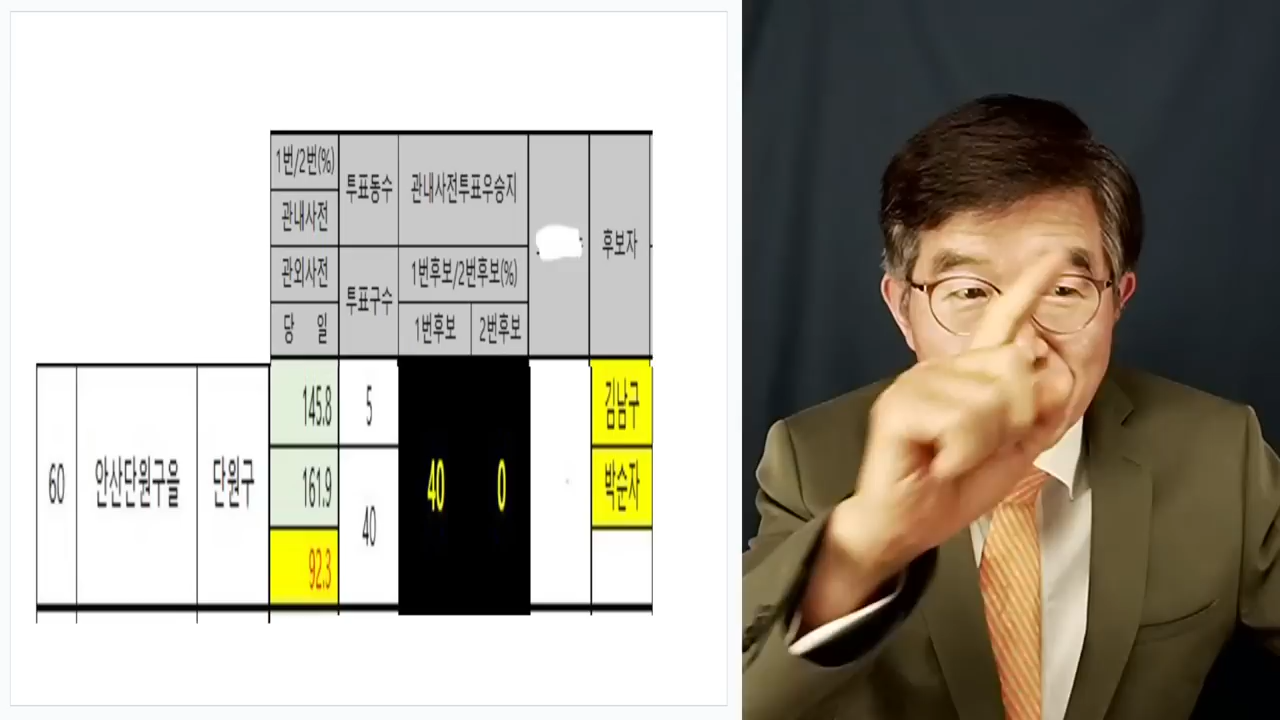 1번/2번(%)
관내사전
관외사전
당 일
투표동수
투표구수
관내사전투표우승지
1번후보/2번후보(%)
1번후보 2번후보
후보자
60 안산단원구을 단원구
145.8
161.9
92.3
5
40
40 0
김남구
박순자